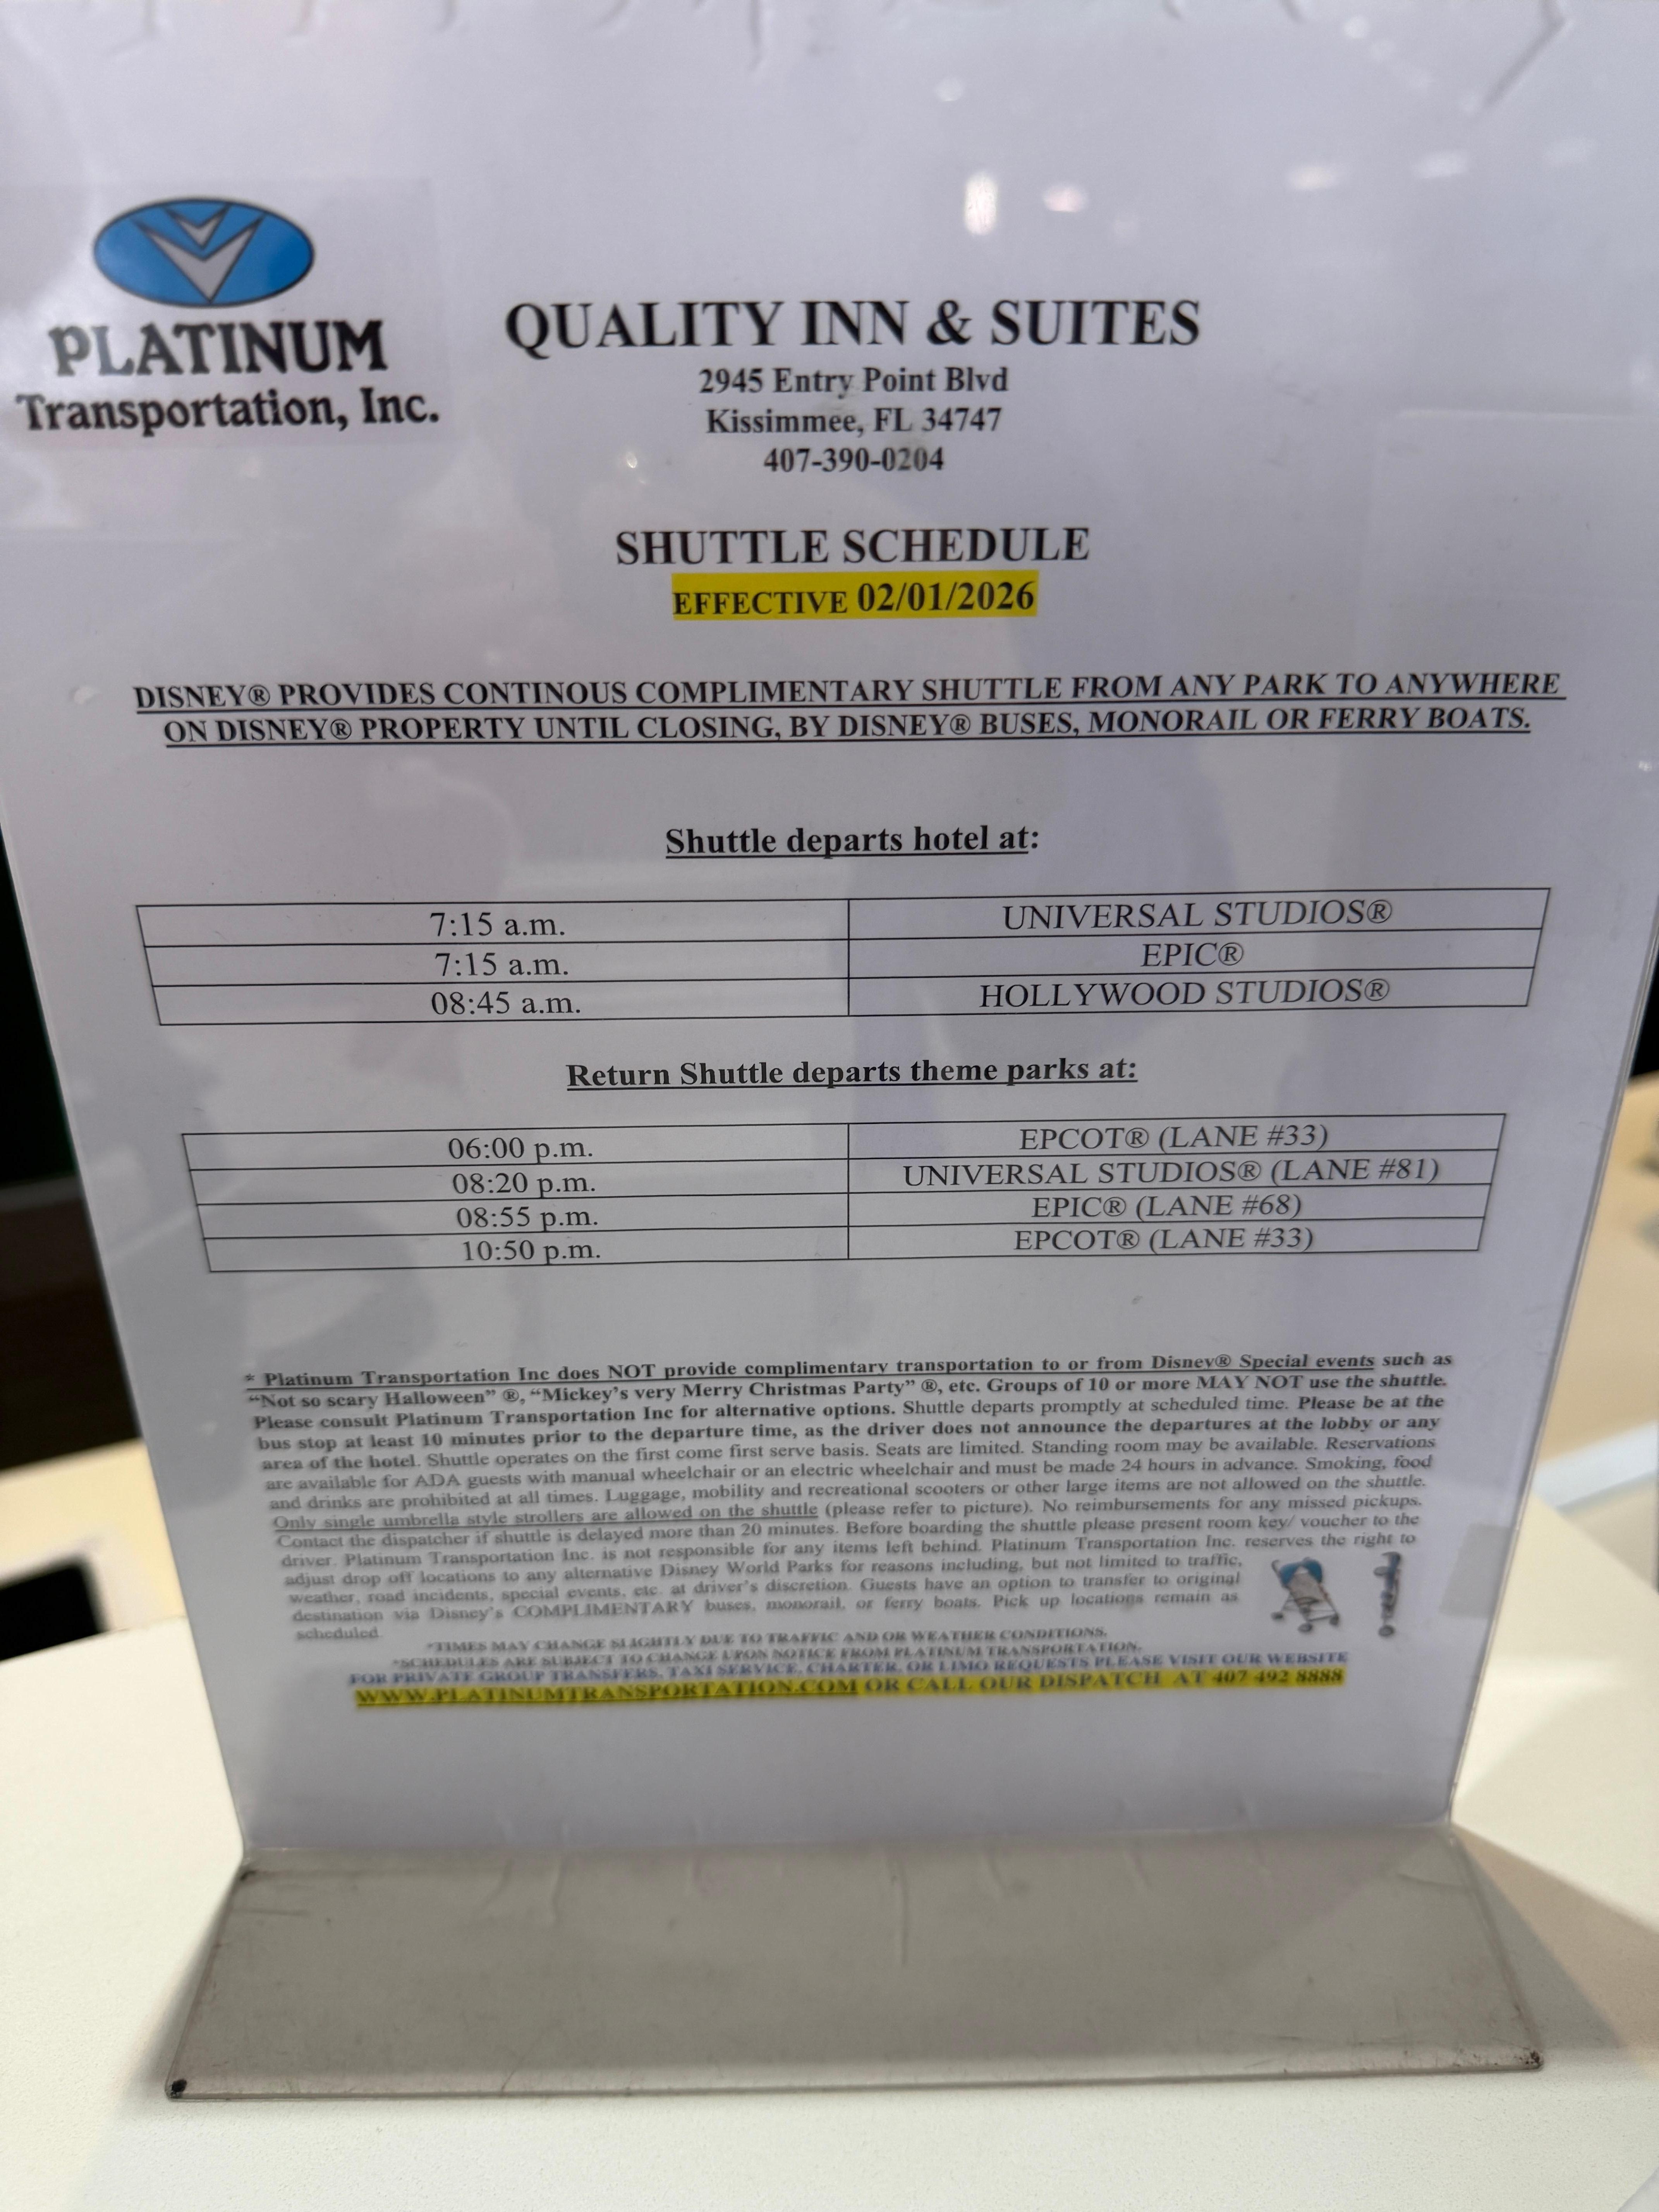 PLATINUM
Transportation, Inc.
QUALITY INN & SUITES
2945 Entry Point Blvd
Kissimmee, FL 34747
407-390-0204
SHUTTLE SCHEDULE
EFFECTIVE 02/01/2026
DISNEY® PROVIDES CONTINOUS COMPLIMENTARY SHUTTLE FROM ANY PARK TO ANYWHERE
ON DISNEY® PROPERTY UNTIL CLOSING, BY DISNEY® BUSES, MONORAIL OR FERRY BOATS.
Shuttle departs hotel at:
7:15 a.m. UNIVERSAL STUDIOS®
7:15 a.m. EPIC®
08:45 a.m. HOLLYWOOD STUDIOS®
Return Shuttle departs theme parks at:
06:00 p.m. EPCOT® (LANE #33)
08:20 p.m. UNIVERSAL STUDIOS® (LANE #81)
08:55 p.m. EPIC® (LANE #68)
10:50 p.m. EPCOT® (LANE #33)
* Platinum Transportation Inc does NOT provide complimentary transportation to or from Disney® Special events such as
“Not so scary Halloween” ®, “Mickey’s very Merry Christmas Party” ®, etc. Groups of 10 or more MAY NOT use the shuttle.
Please consult Platinum Transportation Inc for alternative options. Shuttle departs promptly at scheduled time. Please be at the
bus stop at least 10 minutes prior to the departure time, as the driver does not announce the departures at the lobby or any
area of the hotel. Shuttle operates on the first come first serve basis. Seats are limited. Standing room may be available. Reservations
are available for ADA guests with manual wheelchair or an electric wheelchair and must be made 24 hours in advance. Smoking, food
and drinks are prohibited at all times. Luggage, mobility and recreational scooters or other large items are not allowed on the shuttle.
Only single umbrella style strollers are allowed on the shuttle (please refer to picture). No reimbursements for any missed pickups.
Contact the dispatcher if shuttle is delayed more than 20 minutes. Before boarding the shuttle please present room key/ voucher to the
driver. Platinum Transportation Inc. is not responsible for any items left behind. Platinum Transportation Inc. reserves the right to
adjust drop off locations to any alternative Disney World Parks for reasons including, but not limited to traffic,
weather, road incidents, special events, etc. at driver’s discretion. Guests have an option to transfer to original
destination via Disney’s COMPLIMENTARY buses, monorail, or ferry boats. Pick up locations remain as
scheduled.
*TIMES MAY CHANGE SLIGHTLY DUE TO TRAFFIC AND OR WEATHER CONDITIONS.
*SCHEDULES ARE SUBJECT TO CHANGE UPON NOTICE FROM PLATINUM TRANSPORTATION.
FOR PRIVATE GROUP TRANSFERS, TAXI SERVICE, CHARTER, OR LIMO REQUESTS PLEASE VISIT OUR WEBSITE
WWW.PLATINUMTRANSPORTATION.COM OR CALL OUR DISPATCH AT 407 492 8888